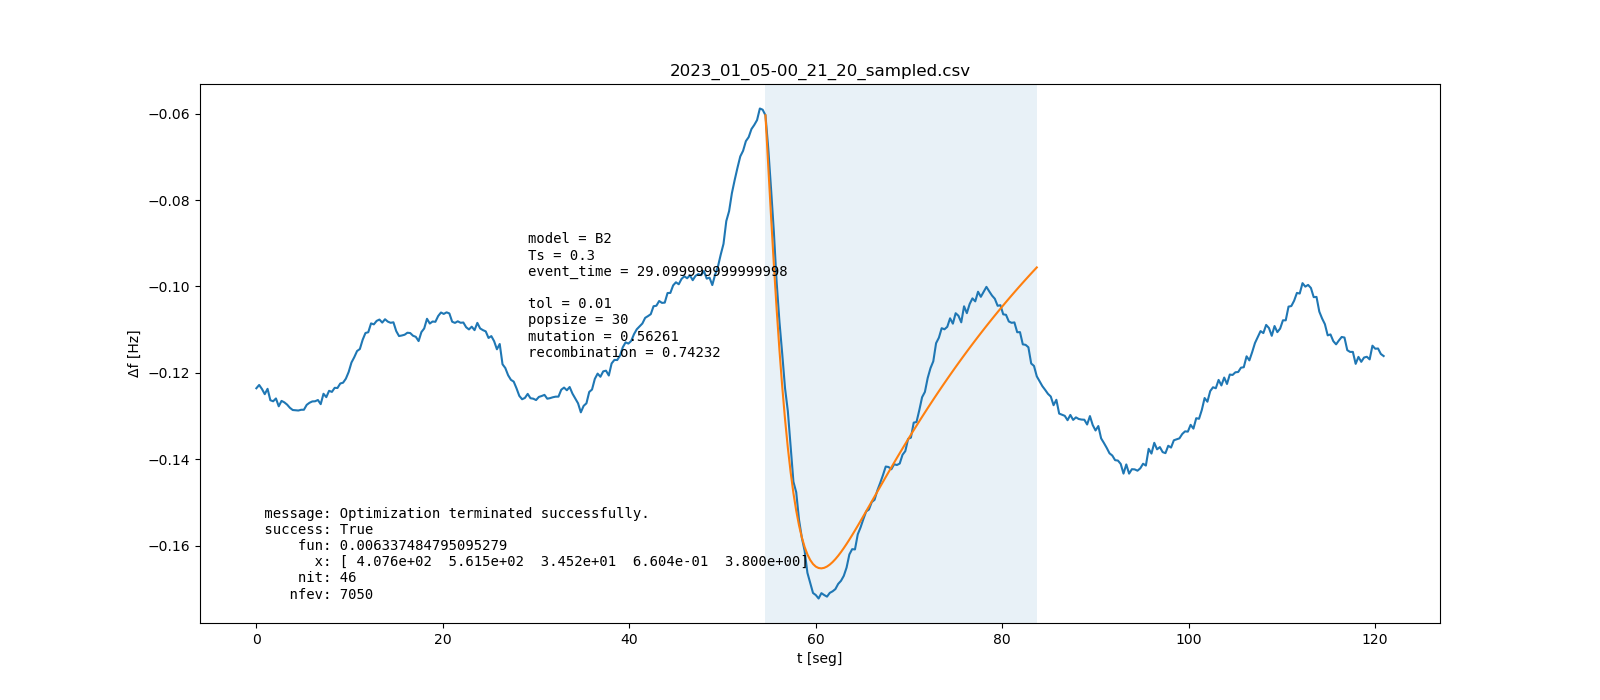 2023_01_05-00_21_20_sampled.csv
−0.06
−0.08
−0.10
−0.12
−0.14
−0.16
Δf [Hz]
model = B2
Ts = 0.3
event_time = 29.099999999999998
tol = 0.01
popsize = 30
mutation = 0.56261
recombination = 0.74232
message: Optimization terminated successfully.
success: True
fun: 0.006337484795095279
x: [ 4.076e+02 5.615e+02 3.452e+01 6.604e-01 3.800e+00]
nit: 46
nfev: 7050
0 20 40 60 80 100 120
t [seg]